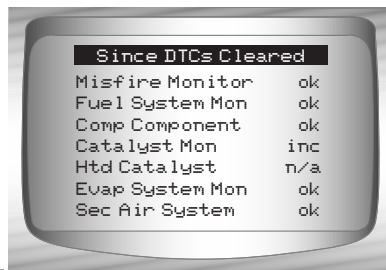 Since DTCs Cleared
Misfire Monitor ok
Fuel System Mon ok
Comp Component ok
Catalyst Mon inc
Htd Catalyst n/a
Evap System Mon ok
Sec Air System ok